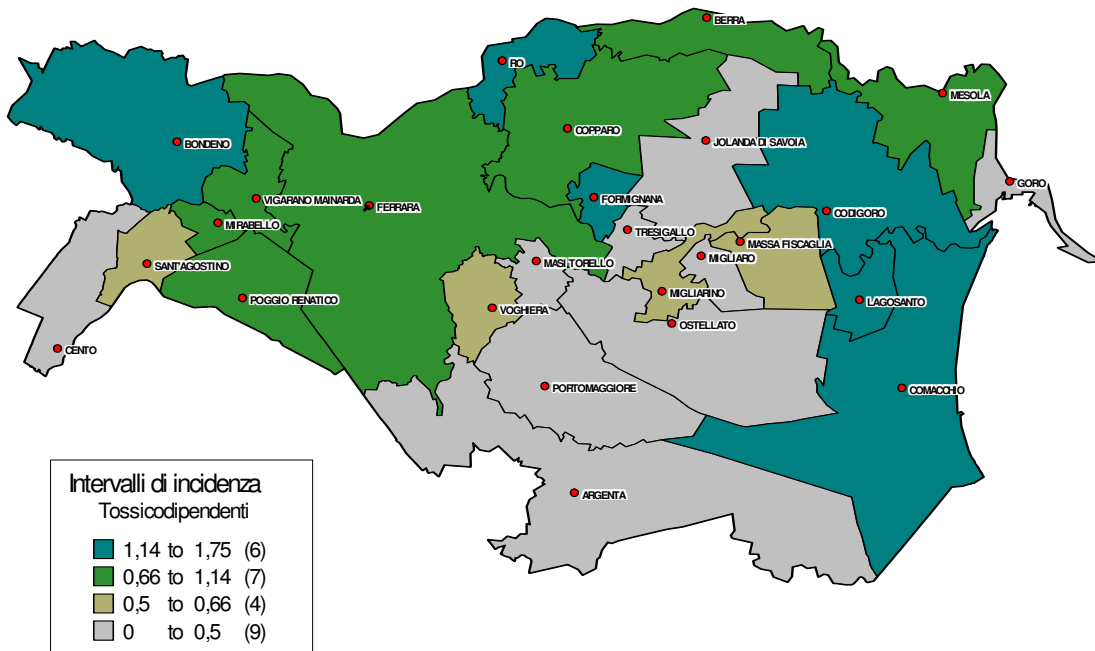 BERRA
RO
MESOLA
COPPARO
JOLANDA DI SAVOIA
BONDENO
GORO
VIGARANO MAINARDA
FORMIGNANA
FERRARA
CODIGORO
MIRABELLO
TRESIGALLO
MASSA FISCAGLIA
MIGLIARO
MASI TORELLO
SANT'AGOSTINO
MIGLIARINO
POGGIO RENATICO
LAGOSANTO
VOGHIERA
OSTELLATO
CENTO
PORTOMAGGIORE
COMACCHIO
ARGENTA
Intervalli di incidenza
Tossicodipendenti
1,14 to 1,75 (6)
0,66 to 1,14 (7)
0,5 to 0,66 (4)
0 to 0,5 (9)